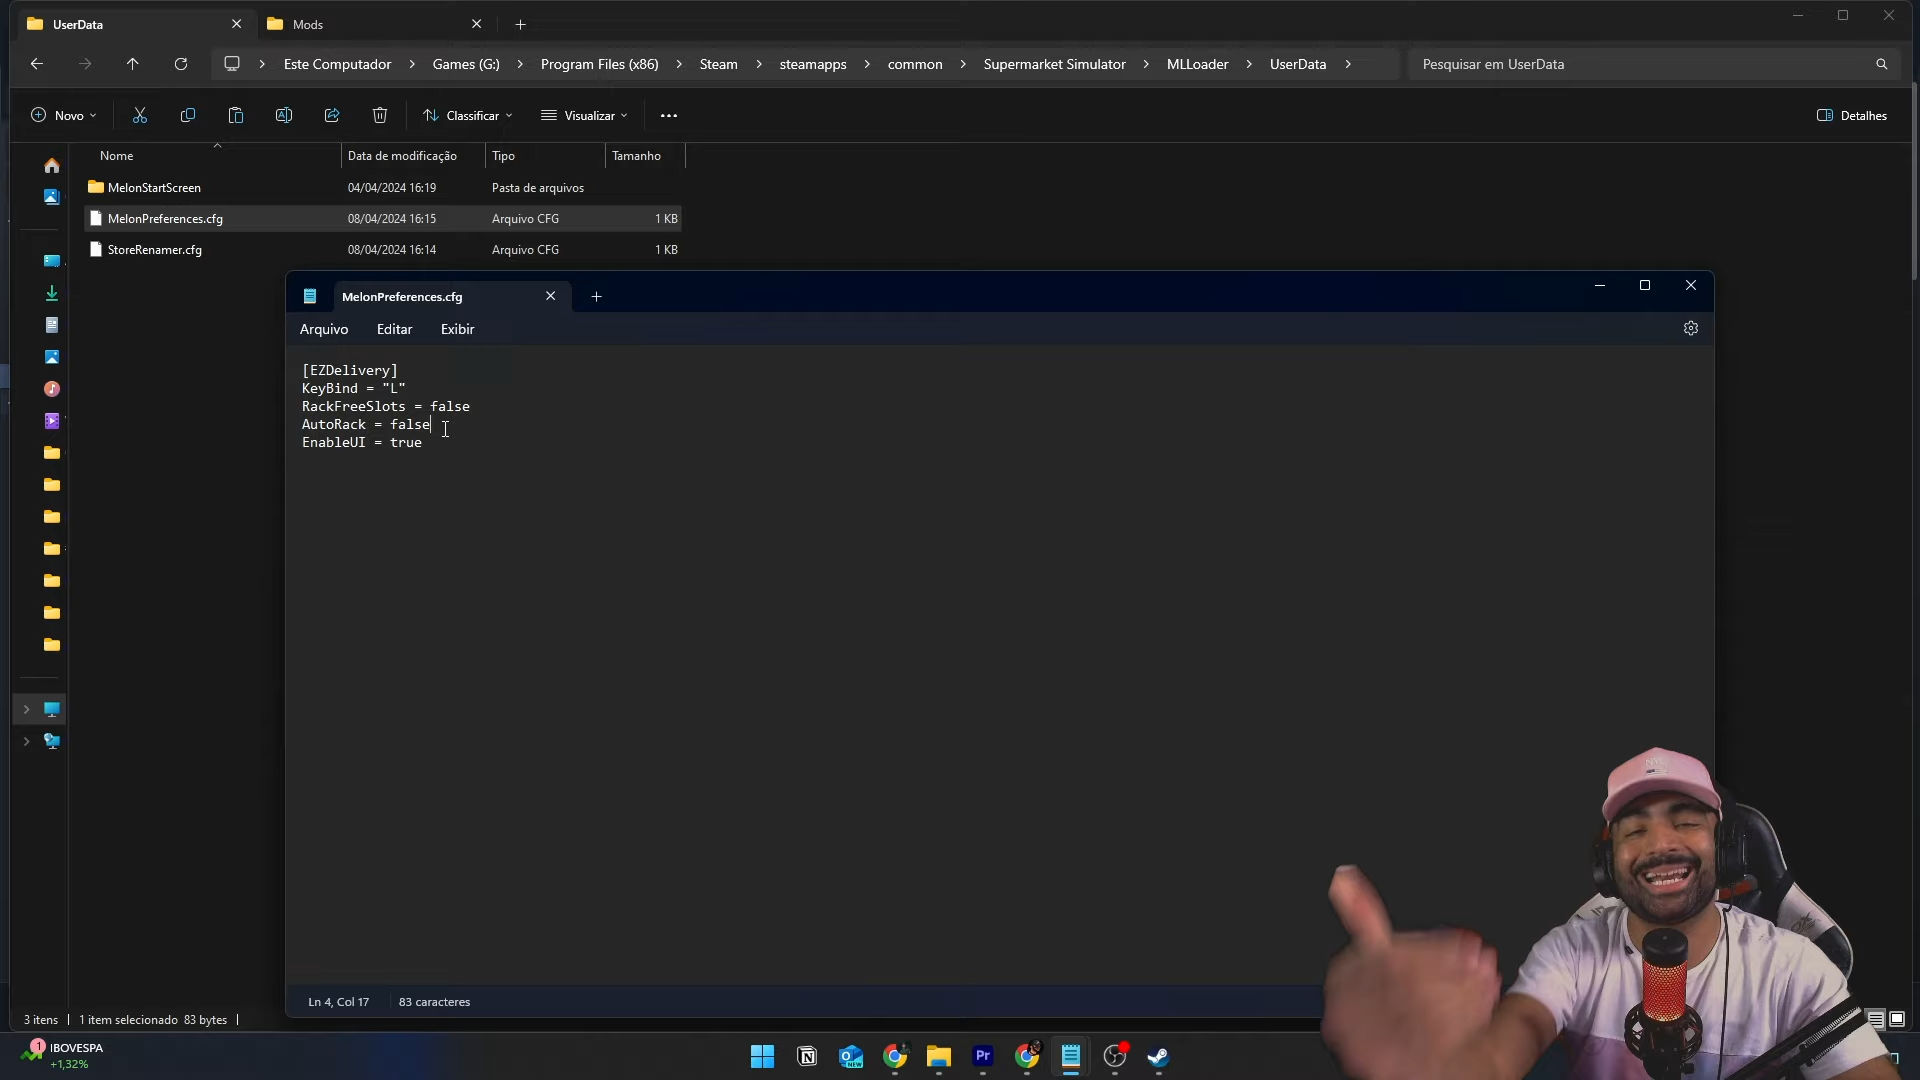 UserData
Mods
Este Computador > Games (G:) > Program Files (x86) > Steam > steamapps > common > Supermarket Simulator > MLLoader > UserData >
Pesquisar em UserData
Novo
Classificar
Visualizar
Detalhes
Nome Data de modificação Tipo Tamanho
MelonStartScreen 04/04/2024 16:19 Pasta de arquivos
MelonPreferences.cfg 08/04/2024 16:15 Arquivo CFG 1 KB
StoreRenamer.cfg 08/04/2024 16:14 Arquivo CFG 1 KB
MelonPreferences.cfg
Arquivo Editar Exibir
[EZDelivery]
KeyBind = "L"
RackFreeSlots = false
AutoRack = false
EnableUI = true
Ln 4, Col 17 83 caracteres
3 itens 1 item selecionado 83 bytes
1
IBOVESPA
+1,32%
NEW
Pr